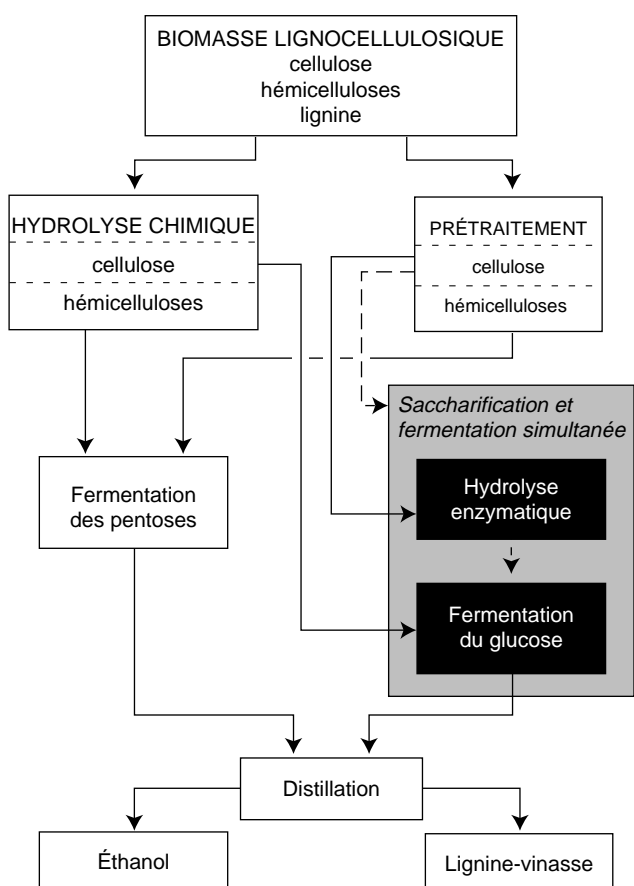 BIOMASSE LIGNOCELLULOSIQUE
cellulose
hémicelluloses
lignine
HYDROLYSE CHIMIQUE
cellulose
hémicelluloses
PRÉTRAITEMENT
cellulose
hémicelluloses
Saccharification et
fermentation simultanée
Hydrolyse
enzymatique
Fermentation
des pentoses
Fermentation
du glucose
Distillation
Éthanol
Lignine-vinasse